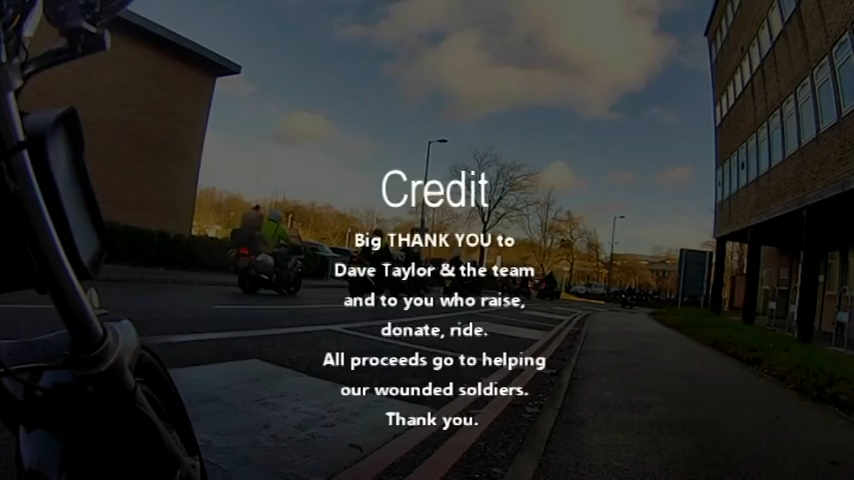 Credit
Big THANK YOU to
Dave Taylor & the team
and to you who raise,
donate, ride.
All proceeds go to helping
our wounded soldiers.
Thank you.